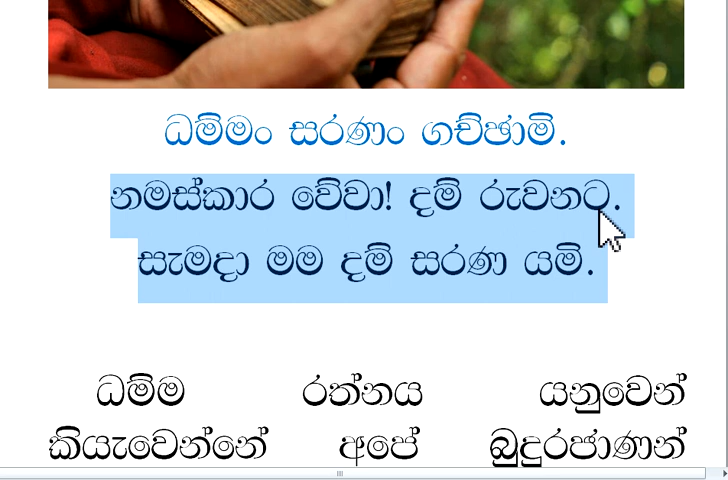 ධම්මං සරණං ගච්ඡාමි.
නමස්කාර වේවා! දම් රුවනට.
සැමදා මම දම් සරණ යමි.
ධම්ම රත්නය යනුවෙන්
කියැවෙන්නේ අපේ බුදුරජාණන්